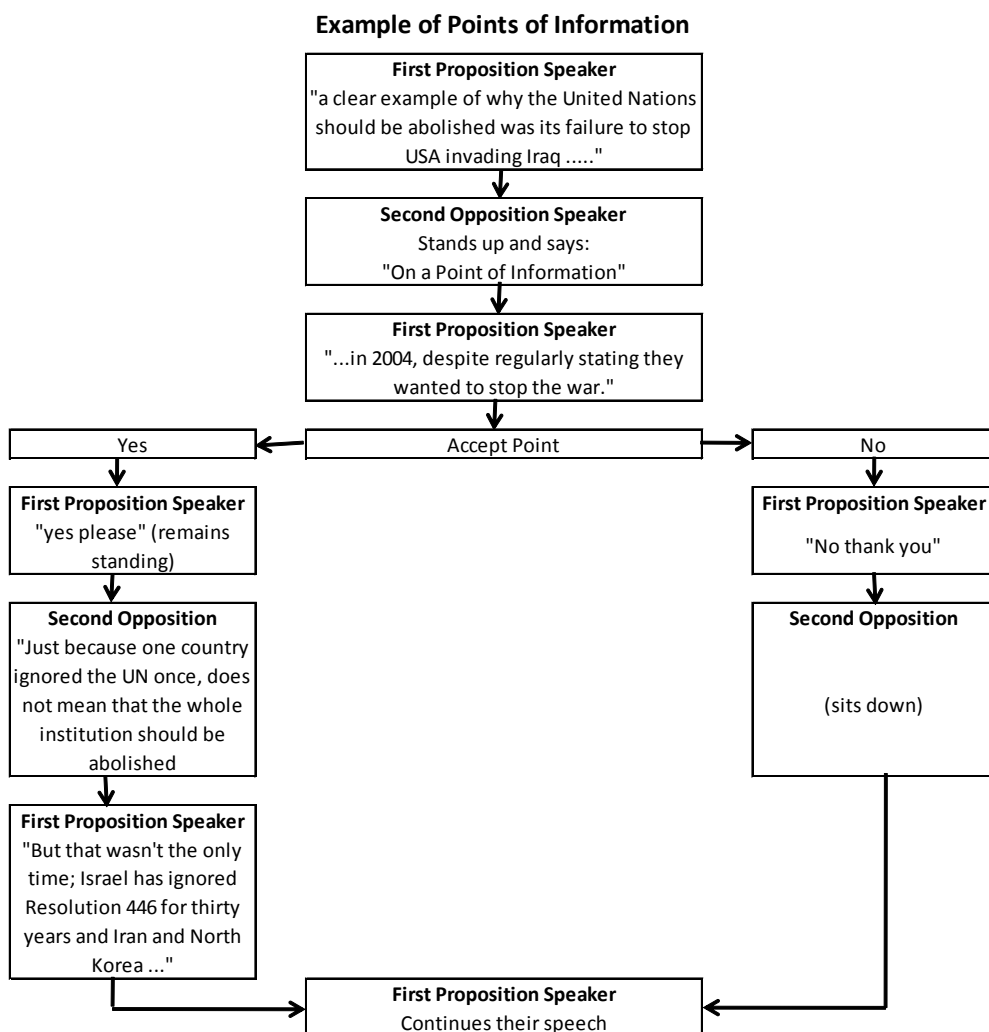 Example of Points of Information
First Proposition Speaker
"a clear example of why the United Nations
should be abolished was its failure to stop
USA invading Iraq ....."
Second Opposition Speaker
Stands up and says:
"On a Point of Information"
First Proposition Speaker
"...in 2004, despite regularly stating they
wanted to stop the war."
Yes
Accept Point
No
First Proposition Speaker
"yes please" (remains
standing)
First Proposition Speaker
"No thank you"
Second Opposition
"Just because one country
ignored the UN once, does
not mean that the whole
institution should be
abolished
Second Opposition
(sits down)
First Proposition Speaker
"But that wasn't the only
time; Israel has ignored
Resolution 446 for thirty
years and Iran and North
Korea ..."
First Proposition Speaker
Continues their speech